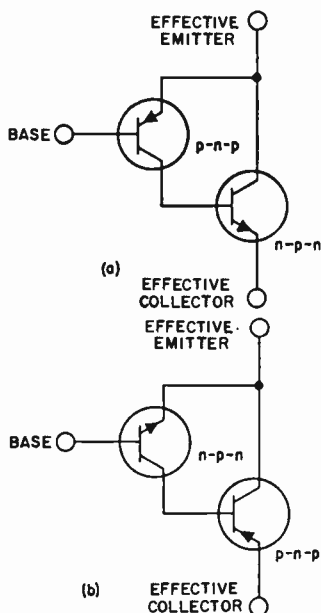 EFFECTIVE
EMITTER
BASE
p-n-p
n-p-n
(a)
EFFECTIVE
COLLECTOR
EFFECTIVE
EMITTER
BASE
n-p-n
p-n-p
(b)
EFFECTIVE
COLLECTOR